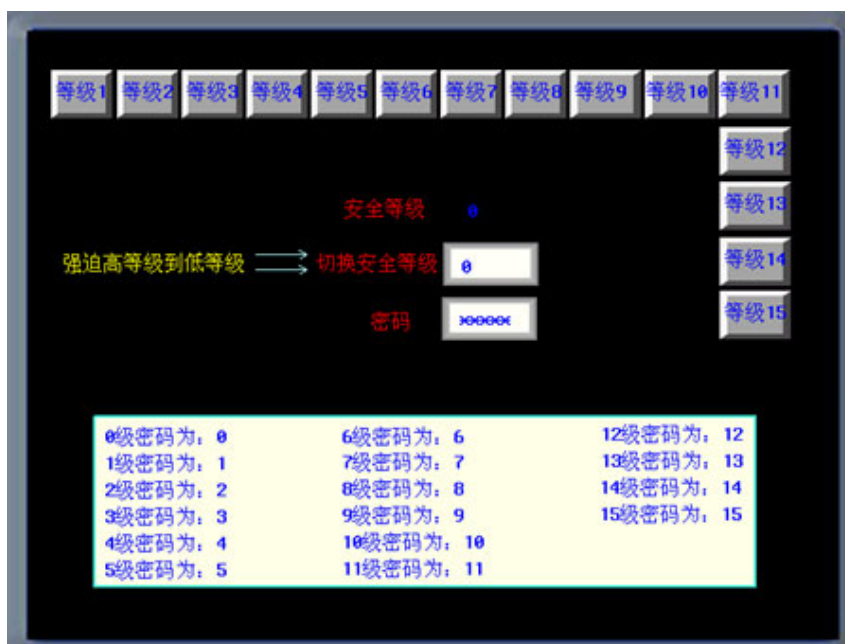 等级1 等级2 等级3 等级4 等级5 等级6 等级7 等级8 等级9 等级10 等级11
等级12
等级13
安全等级 0
强迫高等级到低等级 切换安全等级 0
等级14
密码 ******
等级15
0级密码为：0 6级密码为：6 12级密码为：12
1级密码为：1 7级密码为：7 13级密码为：13
2级密码为：2 8级密码为：8 14级密码为：14
3级密码为：3 9级密码为：9 15级密码为：15
4级密码为：4 10级密码为：10
5级密码为：5 11级密码为：11